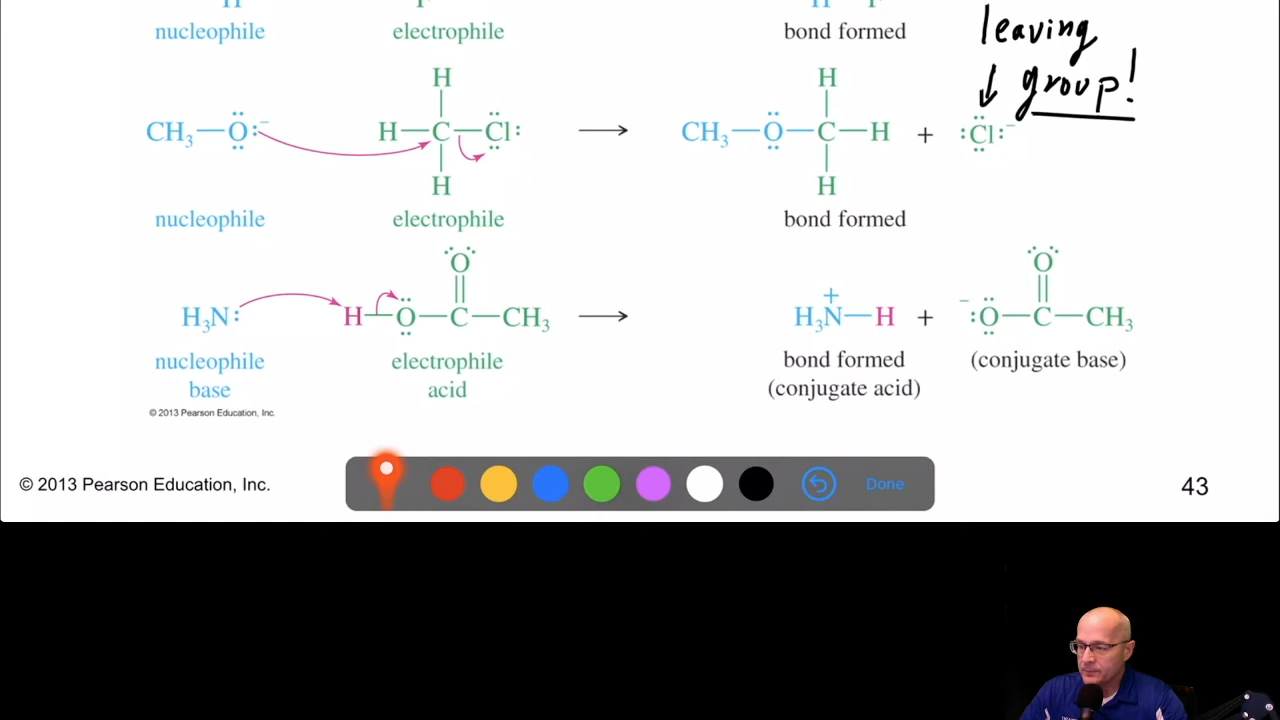 nucleophile electrophile bond formed leaving
group!
H H
CH₃—O:⁻ H—C—Cl: → CH₃—O—C—H + :Cl:⁻
H H
nucleophile electrophile bond formed
O O
H₃N: H—O—C—CH₃ → H₃N—H + ⁻:O—C—CH₃
+
nucleophile electrophile bond formed (conjugate base)
base acid (conjugate acid)
© 2013 Pearson Education, Inc.
© 2013 Pearson Education, Inc. Done 43